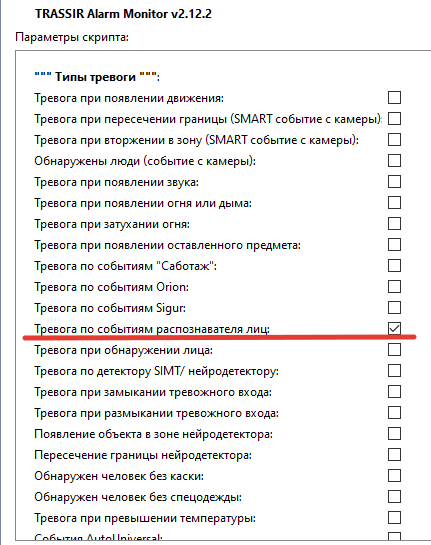 TRASSIR Alarm Monitor v2.12.2
Параметры скрипта:
""" Типы тревоги """:
Тревога при появлении движения:
Тревога при пересечении границы (SMART событие с камеры):
Тревога при вторжении в зону (SMART событие с камеры):
Обнаружены люди (событие с камеры):
Тревога при появлении звука:
Тревога при появлении огня или дыма:
Тревога при затухании огня:
Тревога при появлении оставленного предмета:
Тревога по событиям "Саботаж":
Тревога по событиям Orion:
Тревога по событиям Sigur:
Тревога по событиям распознавателя лиц:
Тревога при обнаружении лица:
Тревога по детектору SIMT/ нейродетектору:
Тревога при замыкании тревожного входа:
Тревога при размыкании тревожного входа:
Появление объекта в зоне нейродетектора:
Пересечение границы нейродетектора:
Обнаружен человек без каски:
Обнаружен человек без спецодежды:
Тревога при превышении температуры:
События AutoUniversal: